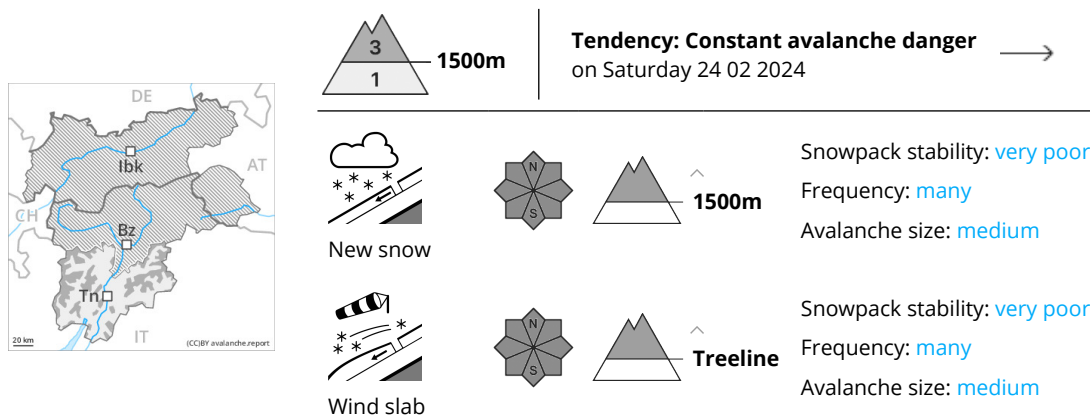 3
1
1500m
Tendency: Constant avalanche danger
on Saturday 24 02 2024
DE
Ibk
AT
CH
Bz
Tn
IT
20 km
(CC)BY avalanche.report
N
S
1500m
New snow
Snowpack stability: very poor
Frequency: many
Avalanche size: medium
N
S
Treeline
Wind slab
Snowpack stability: very poor
Frequency: many
Avalanche size: medium